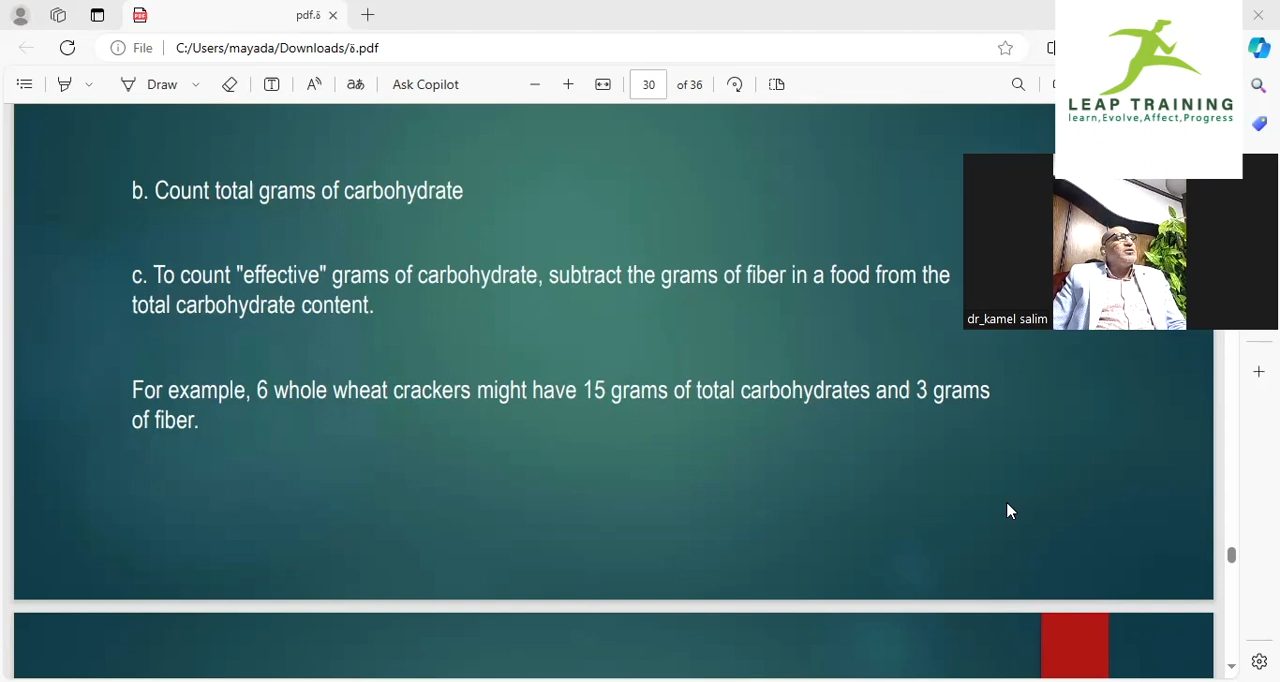 pdf.ة
File
C:/Users/mayada/Downloads/ة.pdf
Draw
Ask Copilot
30
of 36
LEAP TRAINING
learn,Evolve,Affect,Progress
b. Count total grams of carbohydrate
c. To count "effective" grams of carbohydrate, subtract the grams of fiber in a food from the
total carbohydrate content.
dr_kamel salim
For example, 6 whole wheat crackers might have 15 grams of total carbohydrates and 3 grams
of fiber.